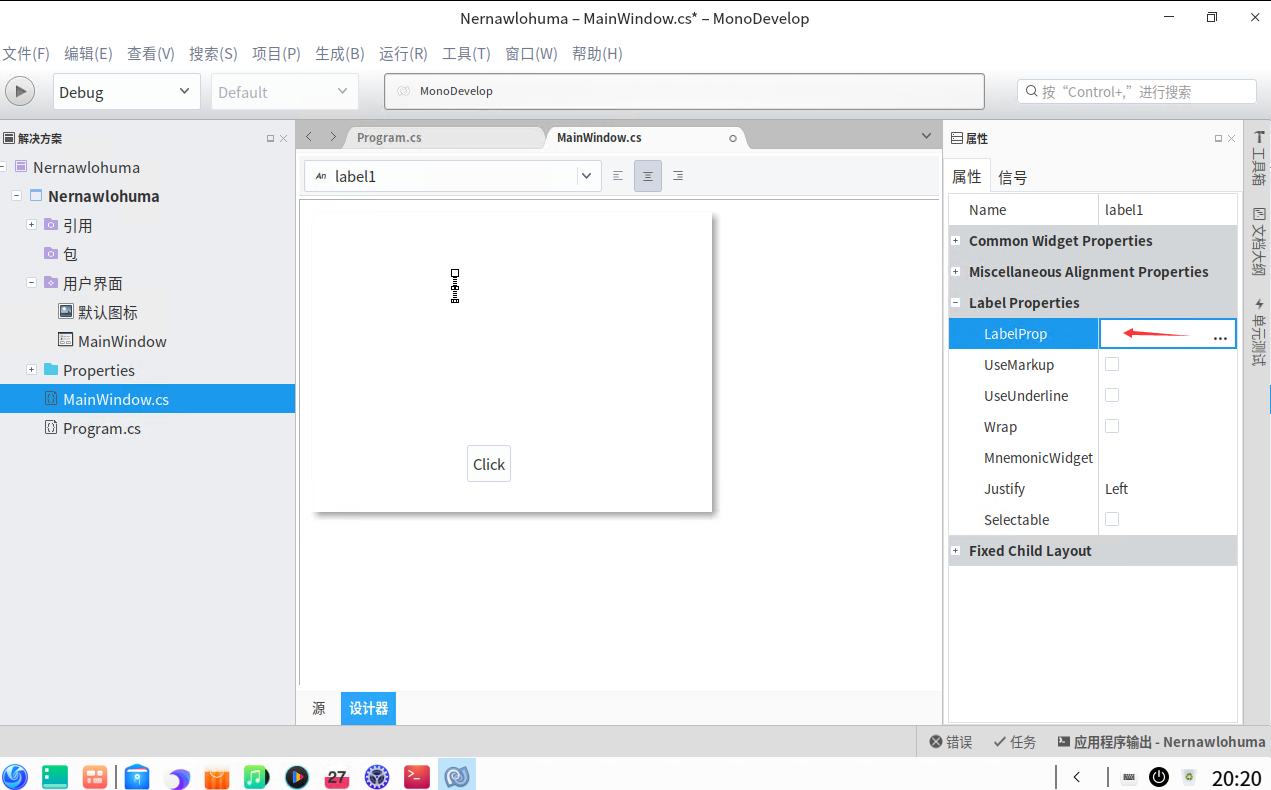 Nernawlohuma – MainWindow.cs* – MonoDevelop
文件(F) 编辑(E) 查看(V) 搜索(S) 项目(P) 生成(B) 运行(R) 工具(T) 窗口(W) 帮助(H)
Debug
Default
MonoDevelop
按“Control+,”进行搜索
解决方案
Nernawlohuma
Nernawlohuma
引用
包
用户界面
默认图标
MainWindow
Properties
MainWindow.cs
Program.cs
Program.cs
MainWindow.cs
label1
Click
源
设计器
属性
属性 信号
Name label1
Common Widget Properties
Miscellaneous Alignment Properties
Label Properties
LabelProp ...
UseMarkup
UseUnderline
Wrap
MnemonicWidget
Justify Left
Selectable
Fixed Child Layout
工具箱
文档大纲
单元测试
错误 任务 应用程序输出 - Nernawlohuma
27
20:20